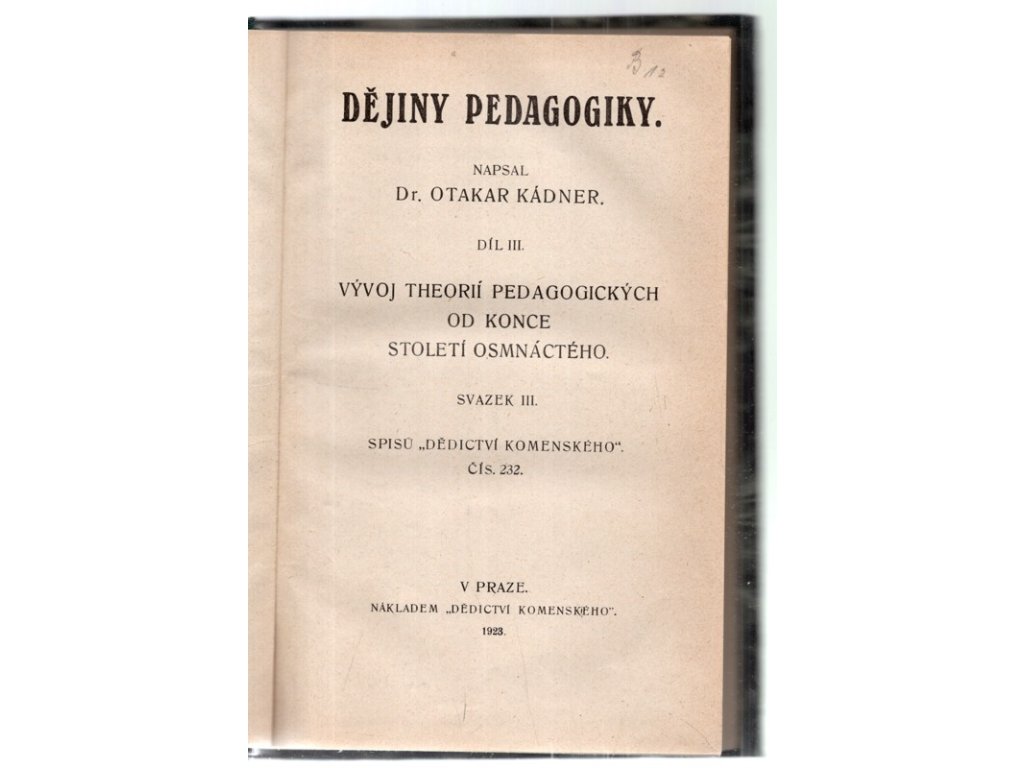 B 12
DĚJINY PEDAGOGIKY.
NAPSAL
Dr. OTAKAR KÁDNER.
DÍL III.
VÝVOJ THEORIÍ PEDAGOGICKÝCH
OD KONCE
STOLETÍ OSMNÁCTÉHO.
SVAZEK III.
SPISŮ „DĚDICTVÍ KOMENSKÉHO“.
ČÍS. 232.
V PRAZE.
NÁKLADEM „DĚDICTVÍ KOMENSKÉHO“.
1923.